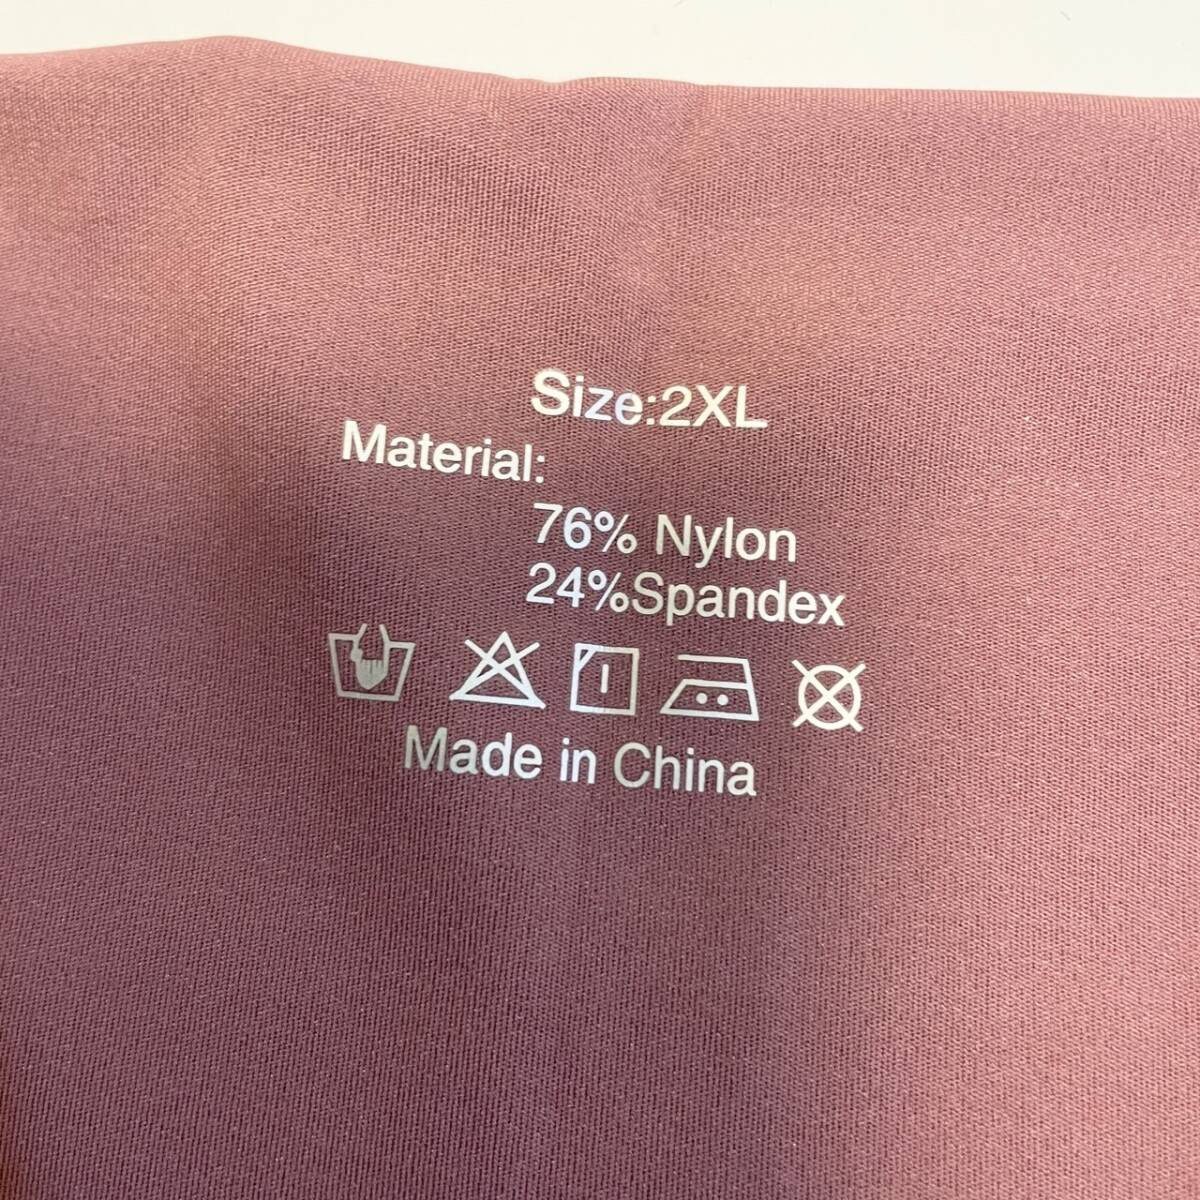 Size:2XL
Material:
76% Nylon
24%Spandex
Made in China